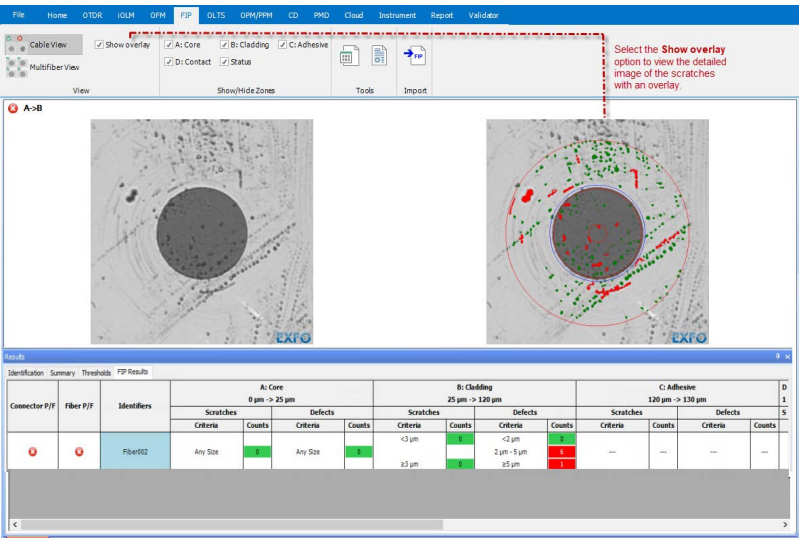 File Home OTDR iOLM OFM FIP OLTS OPM/PPM CD PMD Cloud Instrument Report Validator
Cable View
Multifiber View
View
Show overlay
A: Core B: Cladding C: Adhesive
D: Contact Status
Show/Hide Zones
Tools
FIP
Import
Select the Show overlay
option to view the detailed
image of the scratches
with an overlay.
A->B
EXFO
EXFO
Results
Identification Summary Thresholds FIP Results
Connector P/F Fiber P/F Identifiers
A: Core B: Cladding C: Adhesive D
0 µm -> 25 µm 25 µm -> 120 µm 120 µm -> 130 µm 1
Scratches Defects Scratches Defects Scratches Defects S
Criteria Counts Criteria Counts Criteria Counts Criteria Counts Criteria Counts Criteria Counts
<3 µm 0 <2 µm 0
Fiber002 Any Size 0 Any Size 0 2 µm - 5 µm 6 --- --- --- ---
≥3 µm 0 ≥5 µm 1